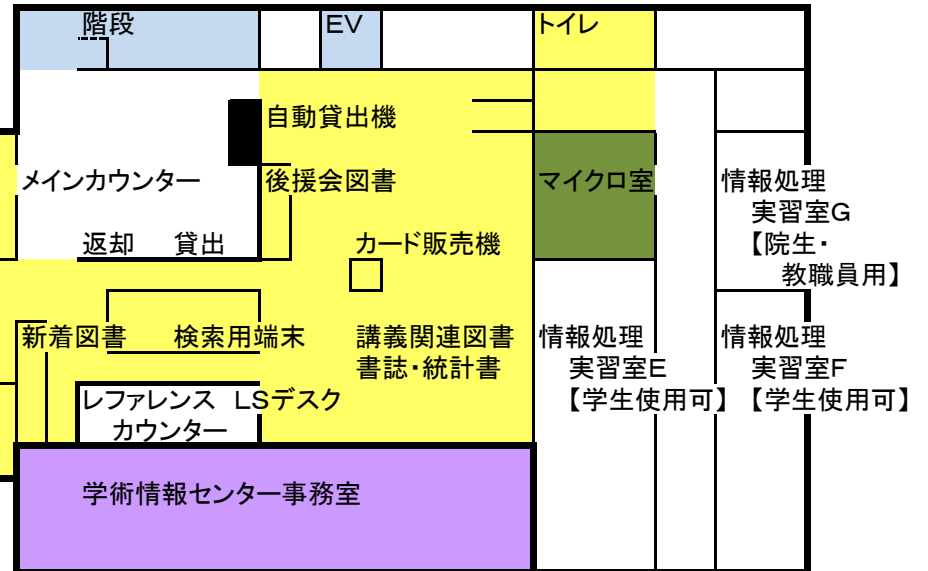 階段
EV
トイレ
自動貸出機
メインカウンター
後援会図書
マイクロ室
情報処理
実習室G
【院生・
教職員用】
返却
貸出
カード販売機
新着図書
検索用端末
講義関連図書
書誌・統計書
情報処理
実習室E
【学生使用可】
情報処理
実習室F
【学生使用可】
レファレンス
カウンター
LSデスク
学術情報センター事務室